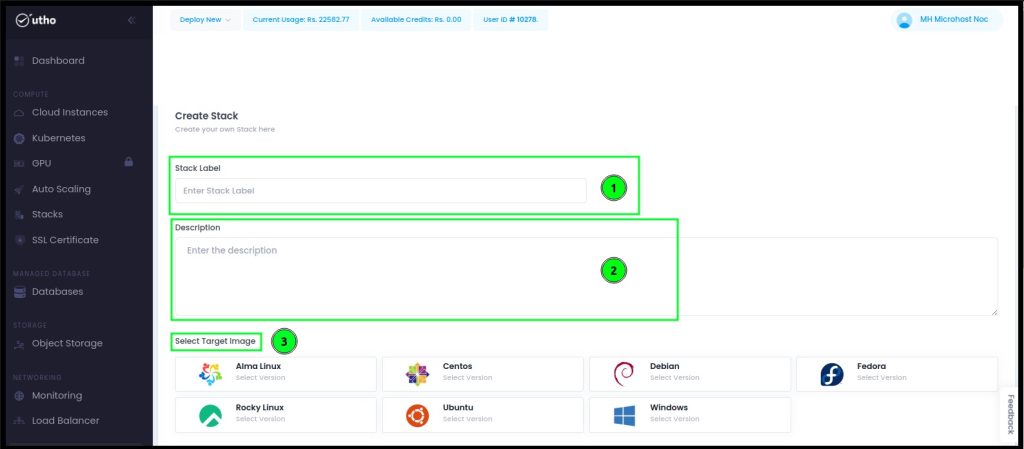 utho
«
Deploy New
Current Usage: Rs. 22582.77
Available Credits: Rs. 0.00
User ID # 10278.
MH Microhost Noc
Dashboard
COMPUTE
Cloud Instances
Kubernetes
GPU
Auto Scaling
Stacks
SSL Certificate
MANAGED DATABASE
Databases
STORAGE
Object Storage
NETWORKING
Monitoring
Load Balancer
Create Stack
Create your own Stack here
Stack Label
Enter Stack Label
1
Description
Enter the description
2
Select Target Image
3
Alma Linux
Select Version
Centos
Select Version
Debian
Select Version
Fedora
Select Version
Rocky Linux
Select Version
Ubuntu
Select Version
Windows
Select Version
Feedback